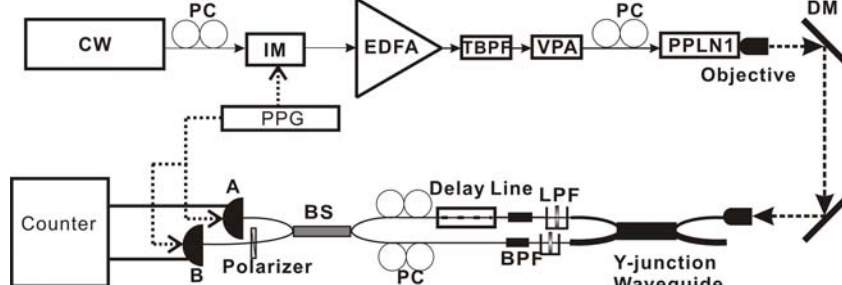 PC
PC
DM
CW
IM
EDFA
TBPF
VPA
PPLN1
Objective
PPG
A
Delay Line
LPF
BS
Counter
B
Polarizer
PC
BPF
Y-junction
Waveguide